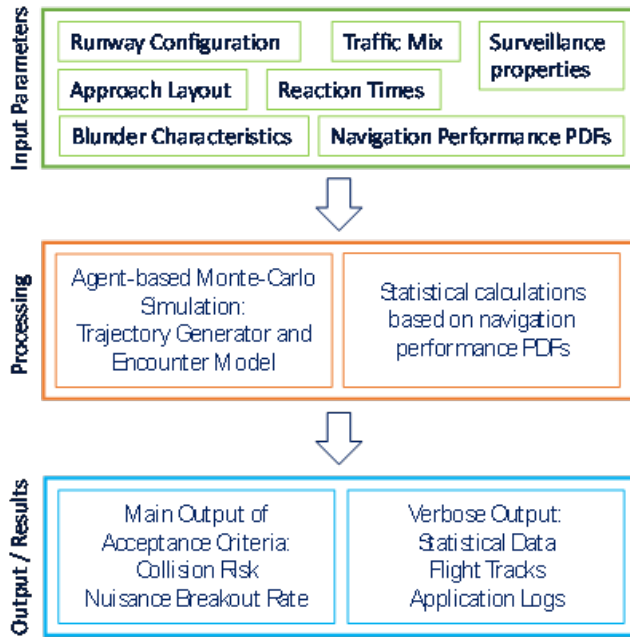 Input Parameters
Runway Configuration
Traffic Mix
Surveillance
properties
Approach Layout
Reaction Times
Blunder Characteristics
Navigation Performance PDFs
Processing
Agent-based Monte-Carlo
Simulation:
Trajectory Generator and
Encounter Model
Statistical calculations
based on navigation
performance PDFs
Output / Results
Main Output of
Acceptance Criteria:
Collision Risk
Nuisance Breakout Rate
Verbose Output:
Statistical Data
Flight Tracks
Application Logs